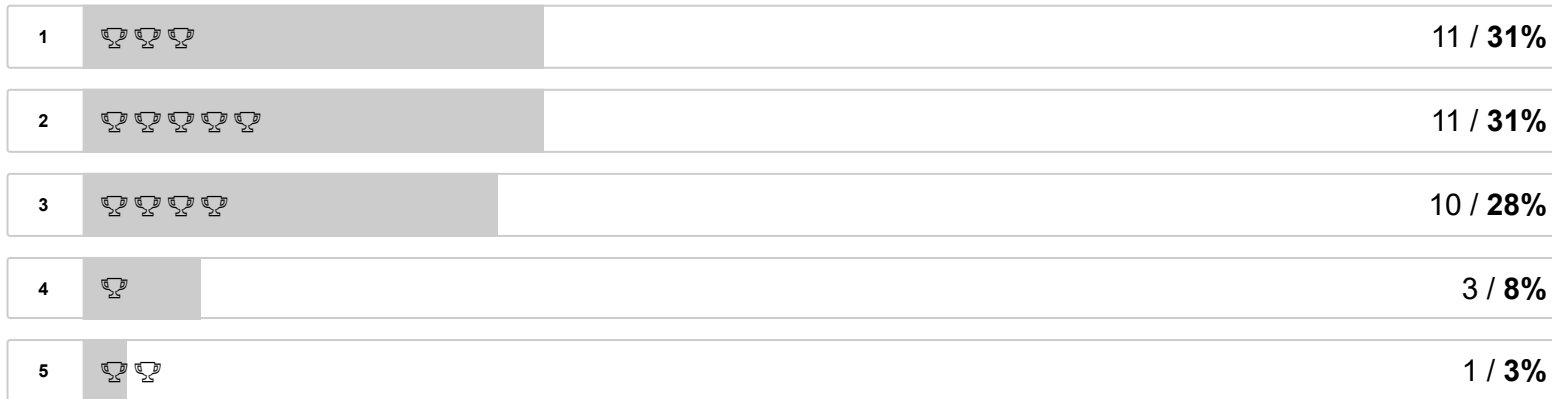 1 🏆🏆🏆 11 / 31%
2 🏆🏆🏆🏆🏆 11 / 31%
3 🏆🏆🏆🏆 10 / 28%
4 🏆 3 / 8%
5 🏆🏆 1 / 3%